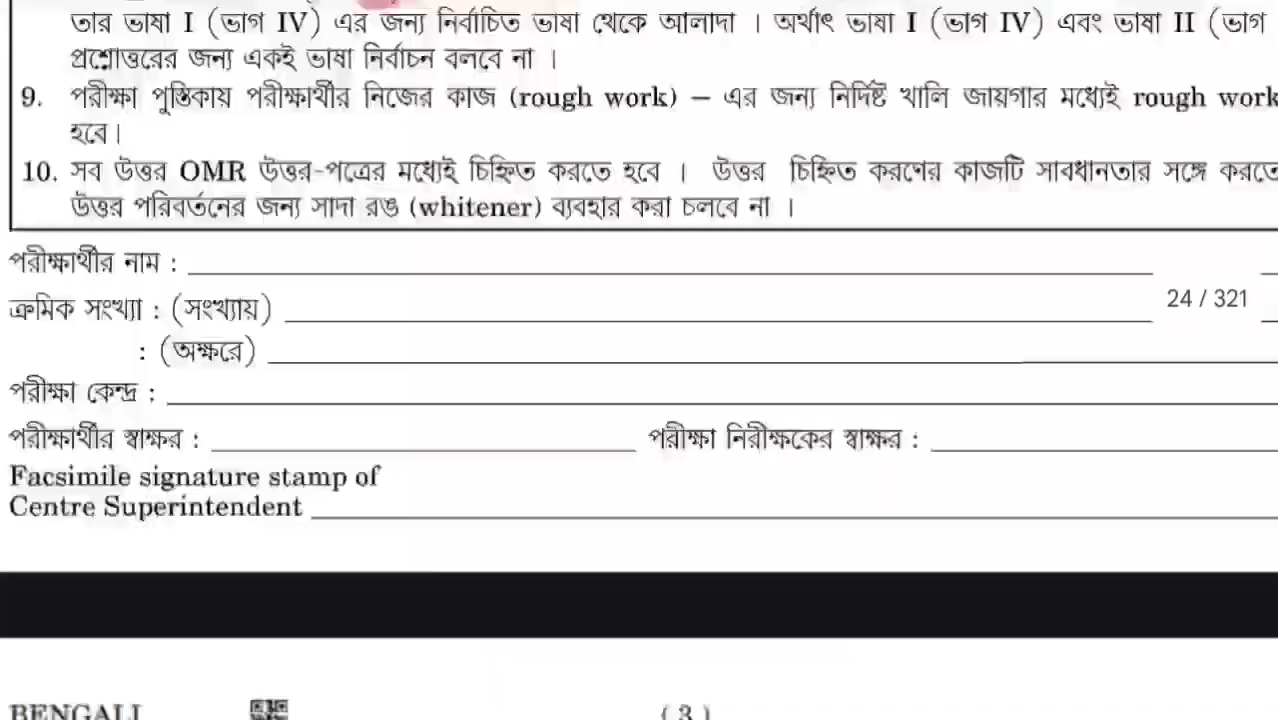 তার ভাষা I (ভাগ IV) এর জন্য নির্বাচিত ভাষা থেকে আলাদা । অর্থাৎ ভাষা I (ভাগ IV) এবং ভাষা II (ভাগ
প্রশ্নোত্তরের জন্য একই ভাষা নির্বাচন বলবে না ।
9. পরীক্ষা পুস্তিকায় পরীক্ষার্থীর নিজের কাজ (rough work) – এর জন্য নির্দিষ্ট খালি জায়গার মধ্যেই rough work
হবে।
10. সব উত্তর OMR উত্তর-পত্রের মধ্যেই চিহ্নিত করতে হবে । উত্তর চিহ্নিত করণের কাজটি সাবধানতার সঙ্গে করতে
উত্তর পরিবর্তনের জন্য সাদা রঙ (whitener) ব্যবহার করা চলবে না ।
পরীক্ষার্থীর নাম :
ক্রমিক সংখ্যা : (সংখ্যায়)
24 / 321
: (অক্ষরে)
পরীক্ষা কেন্দ্র :
পরীক্ষার্থীর স্বাক্ষর : পরীক্ষা নিরীক্ষকের স্বাক্ষর :
Facsimile signature stamp of
Centre Superintendent
BENGALI ( 3 )